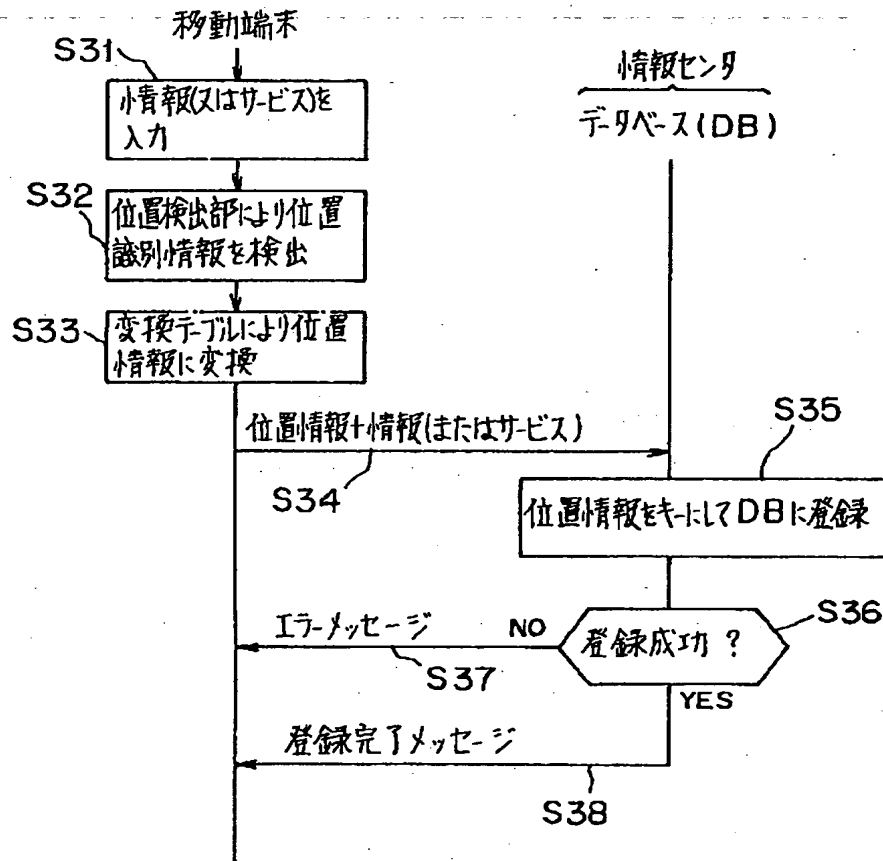 移動端末
S31
情報(又はサービス)を
入力
S32
位置検出部により位置
識別情報を検出
S33
変換テーブルにより位置
情報に変換
情報センタ
データベース(DB)
位置情報+情報(またはサービス)
S34
S35
位置情報をキーにしてDBに登録
S36
登録成功?
NO
エラーメッセージ
S37
YES
登録完了メッセージ
S38